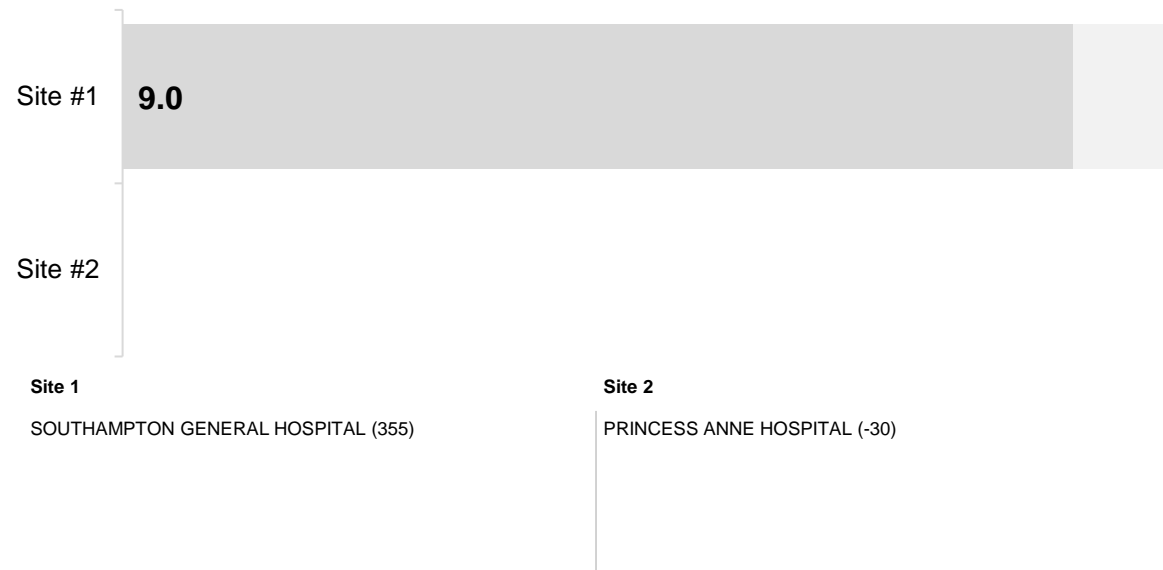 Site #1
9.0
Site #2
Site 1
SOUTHAMPTON GENERAL HOSPITAL (355)
Site 2
PRINCESS ANNE HOSPITAL (-30)